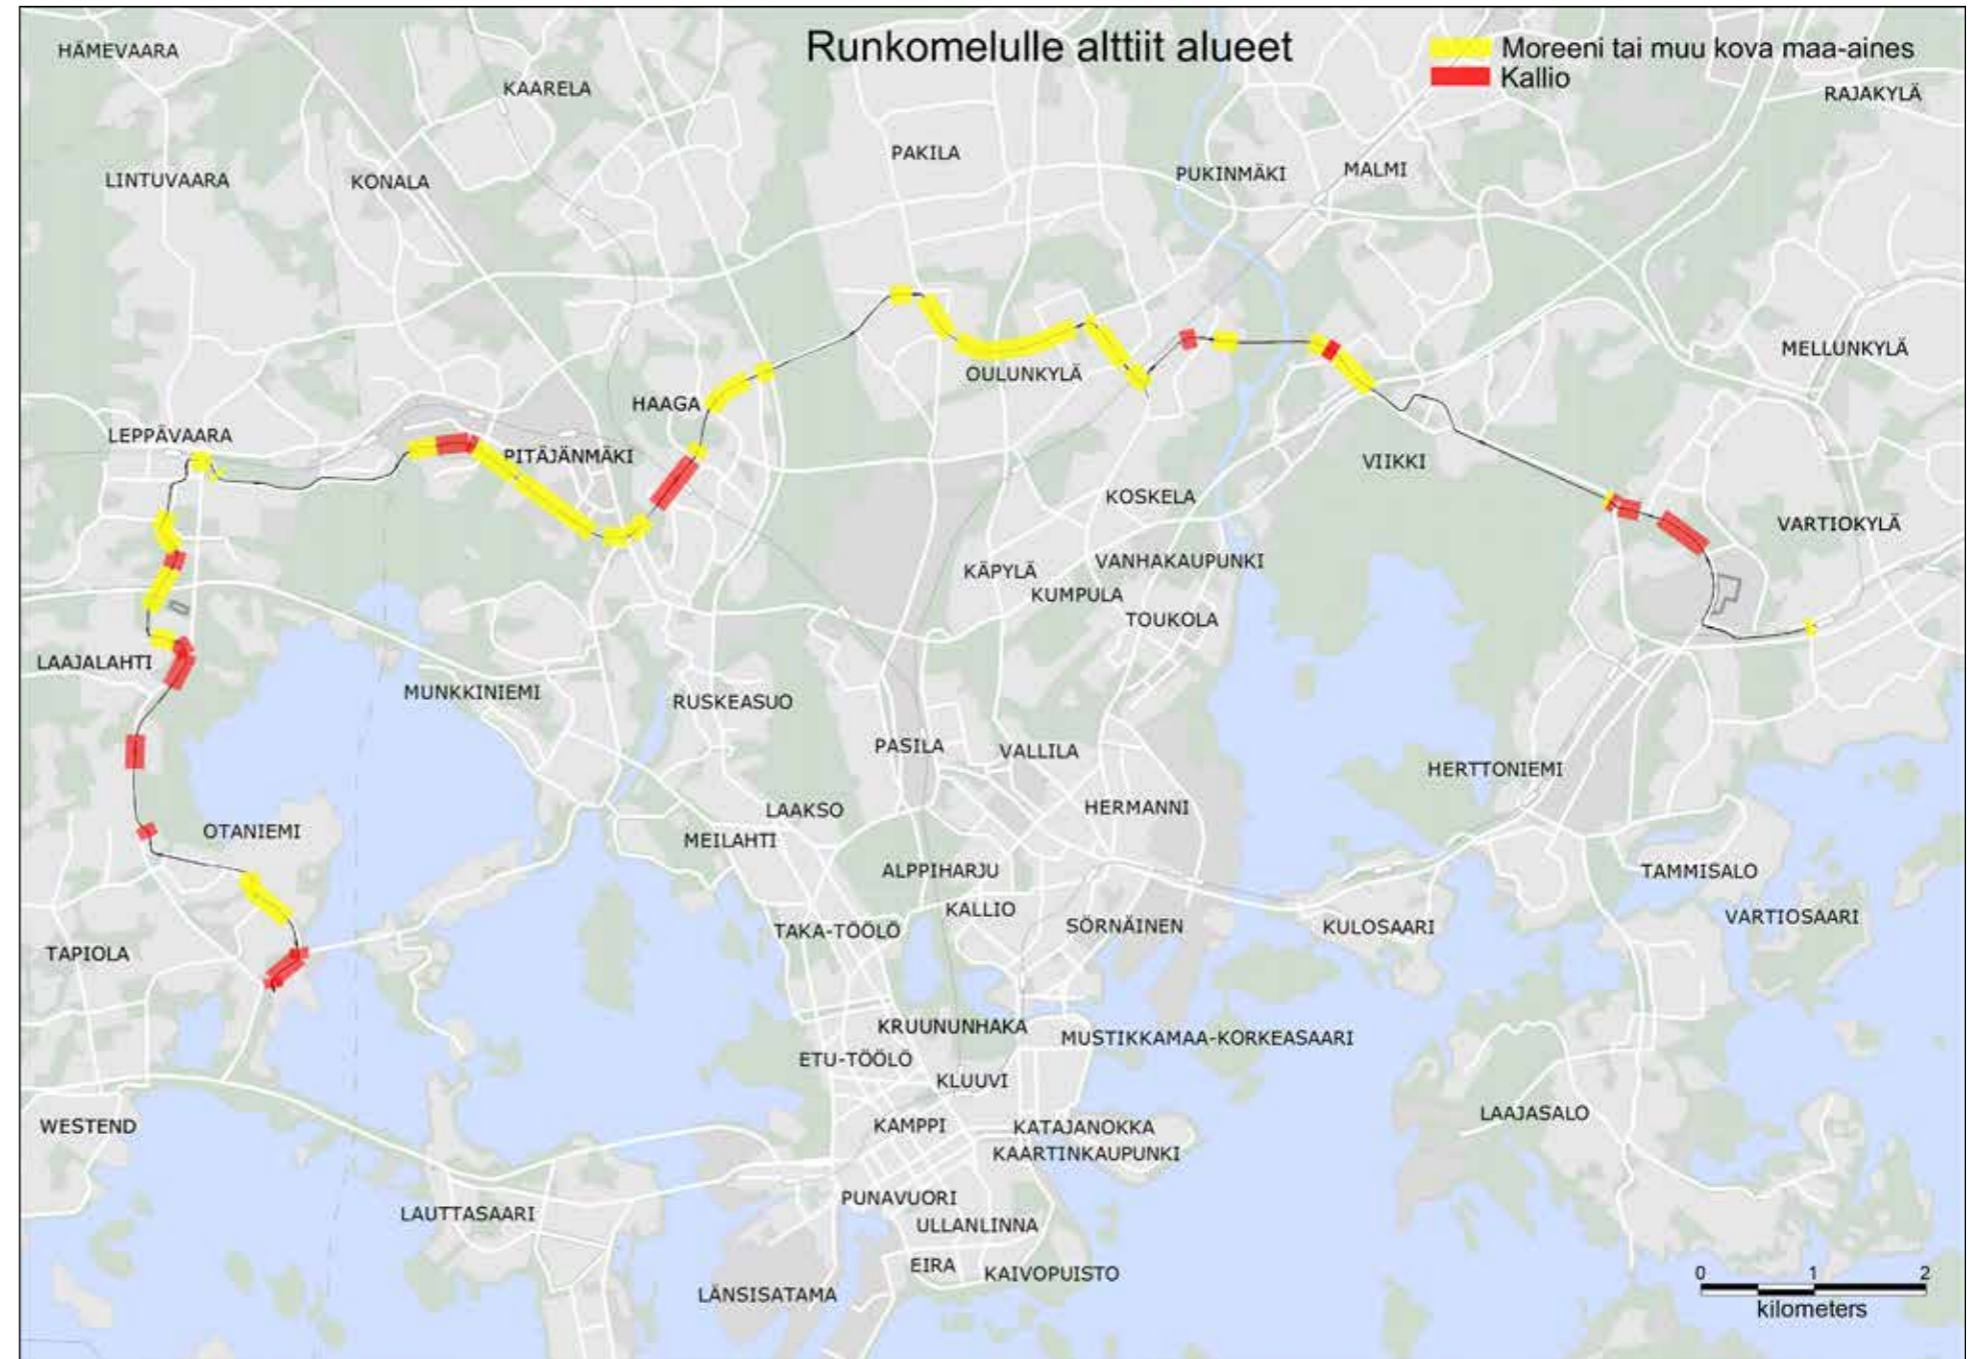 Runkomelulle alttiit alueet
Moreeni tai muu kova maa-aines
Kallio
HÄMEVAARA
KAARELA
RAJAKYLÄ
PAKILA
MALMI
PUKINMÄKI
LINTUVAARA
KONALA
MELLUNKYLÄ
OULUNKYLÄ
HAAGA
LEPPÄVAARA
PITÄJÄNMÄKI
VIIKKI
KOSKELA
VARTIOKYLÄ
VANHAKAUPUNKI
KÄPYLÄ
KUMPULA
TOUKOLA
LAAJALAHTI
MUNKKINIEMI
RUSKEASUO
PASILA
VALLILA
HERTTONIEMI
LAAKSO
HERMANNI
OTANIEMI
MEILAHTI
ALPPIHARJU
TAMMISALO
KALLIO
VARTIOSAARI
TAKA-TÖÖLÖ
SÖRNÄINEN
KULOSAARI
TAPIOLA
KRUUNUNHAKA
MUSTIKKAMAA-KORKEASAARI
ETU-TÖÖLÖ
KLUUVI
LAAJASALO
WESTEND
KAMPPI
KATAJANOKKA
KAARTINKAUPUNKI
PUNAVUORI
LAUTTASAARI
ULLANLINNA
EIRA
KAIVOPUISTO
LÄNSISATAMA
0 1 2
kilometers